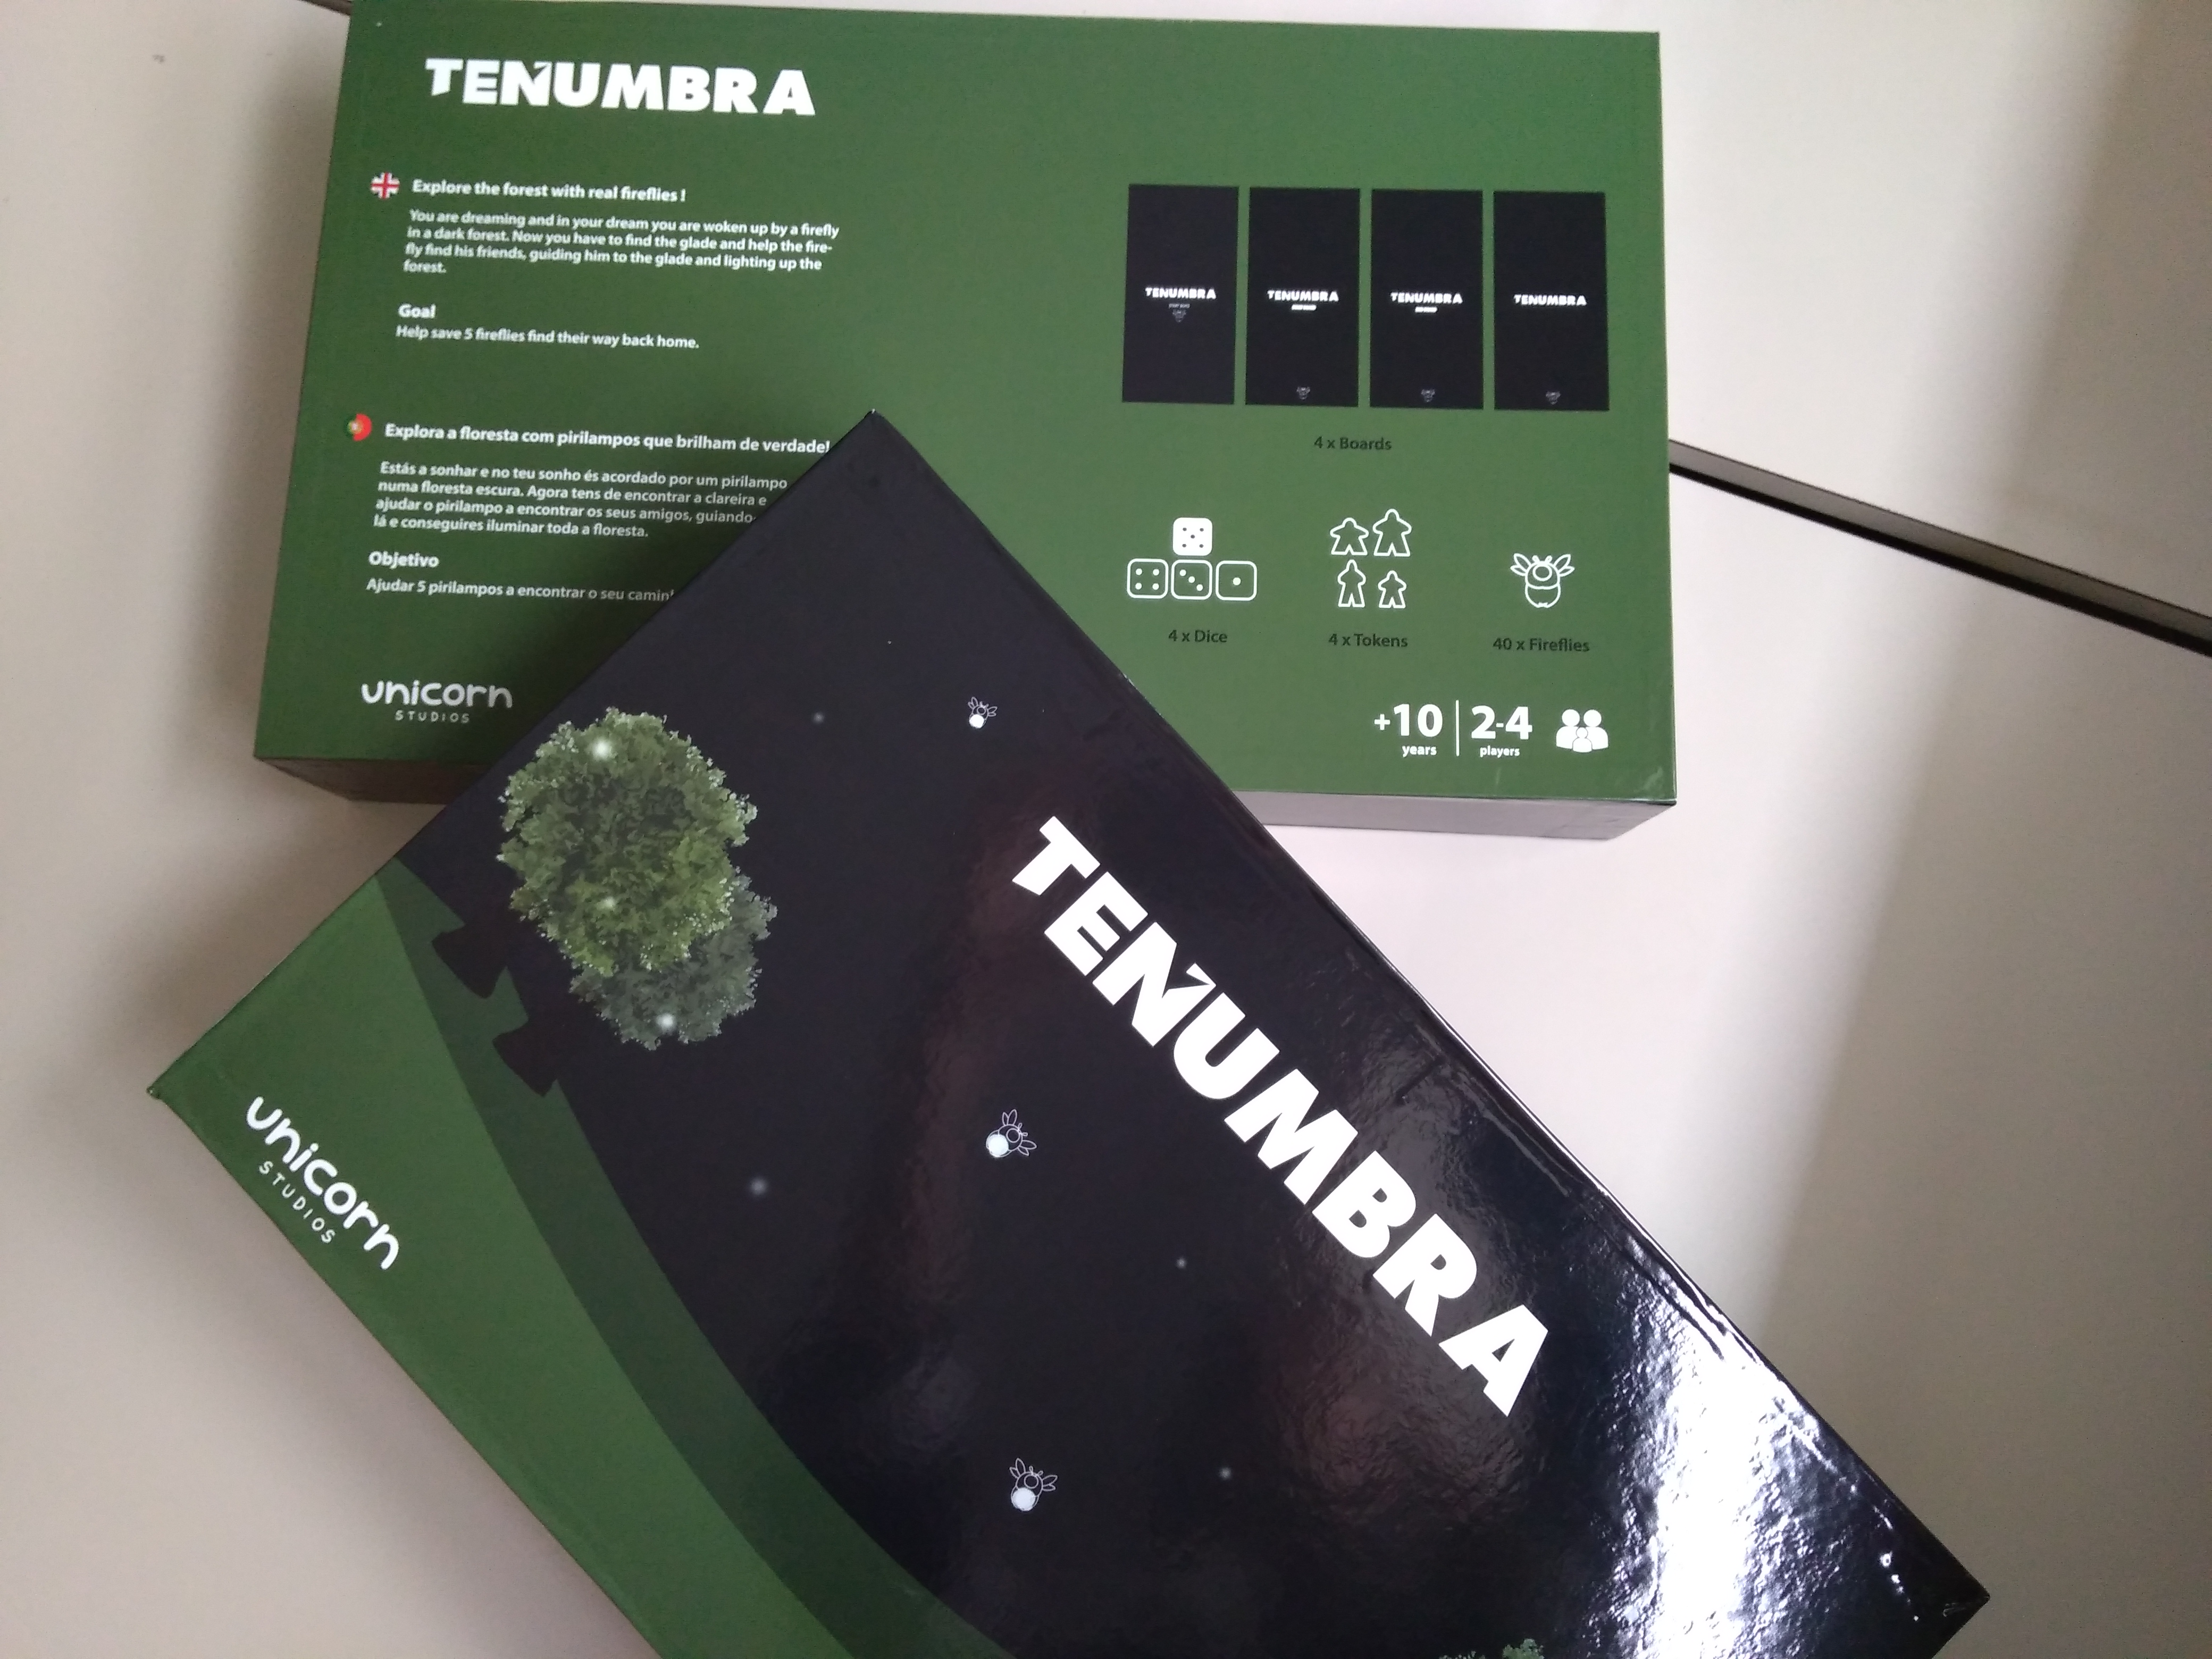 TENUMBRA
Explore the forest with real fireflies !
You are dreaming and in your dream you are woken up by a firefly
in a dark forest. Now you have to find the glade and help the fire-
fly find his friends, guiding him to the glade and lighting up the
forest.
Goal
Help save 5 fireflies find their way back home.
Explora a floresta com pirilampos que brilham de verdade!
Estás a sonhar e no teu sonho és acordado por um pirilampo
numa floresta escura. Agora tens de encontrar a clareira e
ajudar o pirilampo a encontrar os seus amigos, guiando-
lá e conseguires iluminar toda a floresta.
Objetivo
Ajudar 5 pirilampos a encontrar o seu
unicorn
STUDIOS
TENUMBRA
TENUMBRA
TENUMBRA
TENUMBRA
4 x Boards
4 x Dice
4 x Tokens
40 x Fireflies
+10
years
2-4
players
TENUMBRA
unicorn
STUDIOS